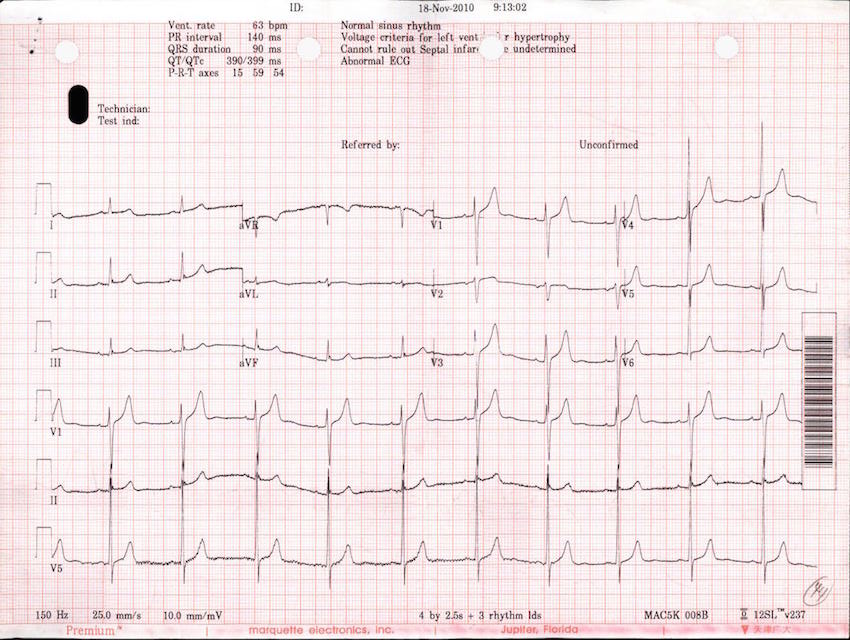 ID: 18-Nov-2010 9:13:02
Vent. rate 63 bpm Normal sinus rhythm
PR interval 140 ms Voltage criteria for left vent r hypertrophy
QRS duration 90 ms Cannot rule out Septal infar e undetermined
QT/QTc 390/399 ms Abnormal ECG
P-R-T axes 15 59 54
Technician:
Test ind:
Referred by: Unconfirmed
I aVR V1 V4
II aVL V2 V5
III aVF V3 V6
V1
II
V5
150 Hz 25.0 mm/s 10.0 mm/mV 4 by 2.5s + 3 rhythm lds MAC5K 008B 12SL™v237
Premium™ marquette electronics, inc. Jupiter, Florida